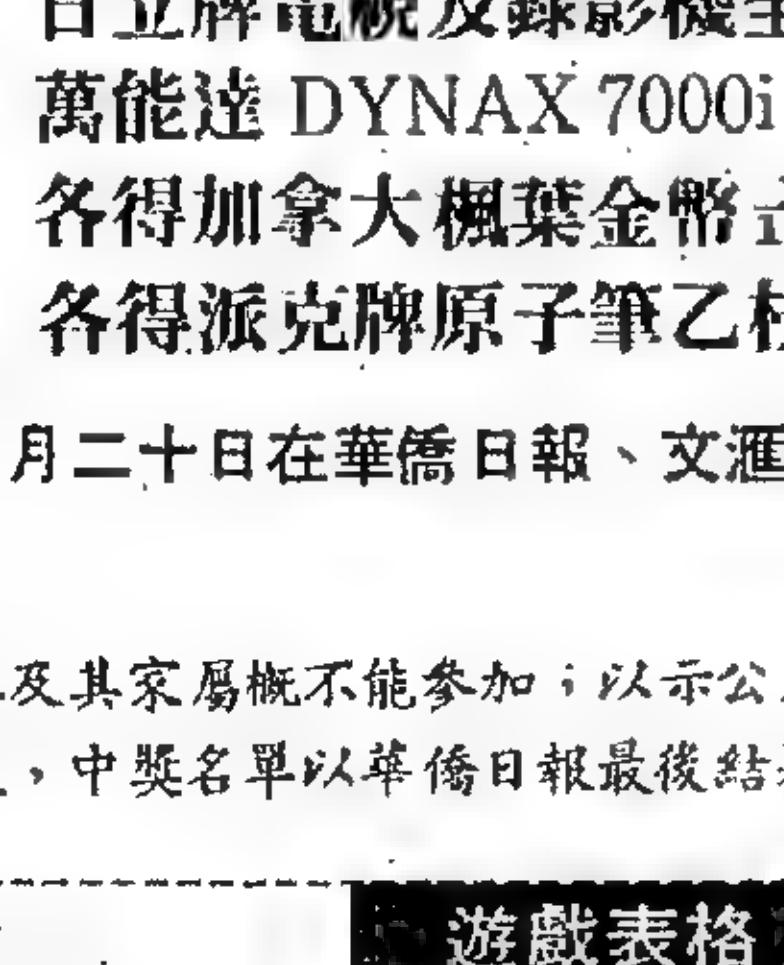 日立牌電視及錄影機全
萬能達 DYNAX 7000i
各得加拿大楓葉金幣
各得派克牌原子筆乙枝
月二十日在華僑日報、文匯
及其家屬概不能參加；以示公
，中獎名單以華僑日報最後結
遊戲表格